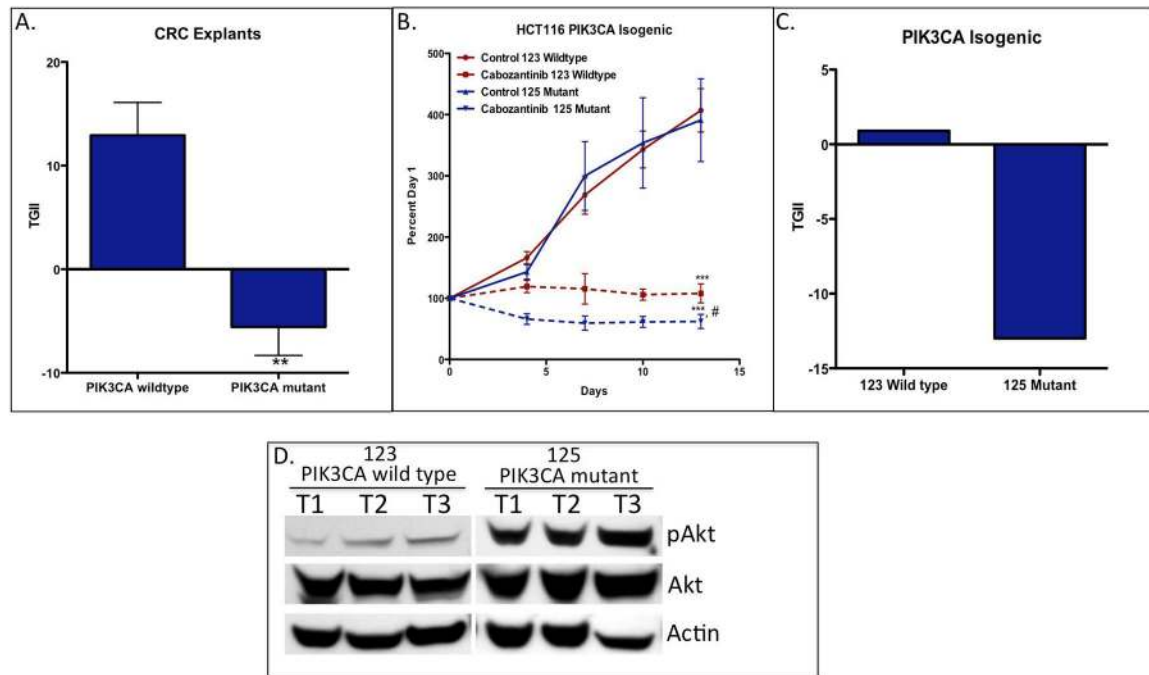 A.
CRC Explants
TGII
20
10
0
-10
**
PIK3CA wildtype PIK3CA mutant
B.
HCT116 PIK3CA Isogenic
Control 123 Wildtype
Cabozantinib 123 Wildtype
Control 125 Mutant
Cabozantinib 125 Mutant
Percent Day 1
500
400
300
200
100
0
***
***, #
0 5 10 15
Days
C.
PIK3CA Isogenic
TGII
5
0
-5
-10
-15
123 Wild type 125 Mutant
D.
123 125
PIK3CA wild type PIK3CA mutant
T1 T2 T3 T1 T2 T3
pAkt
Akt
Actin